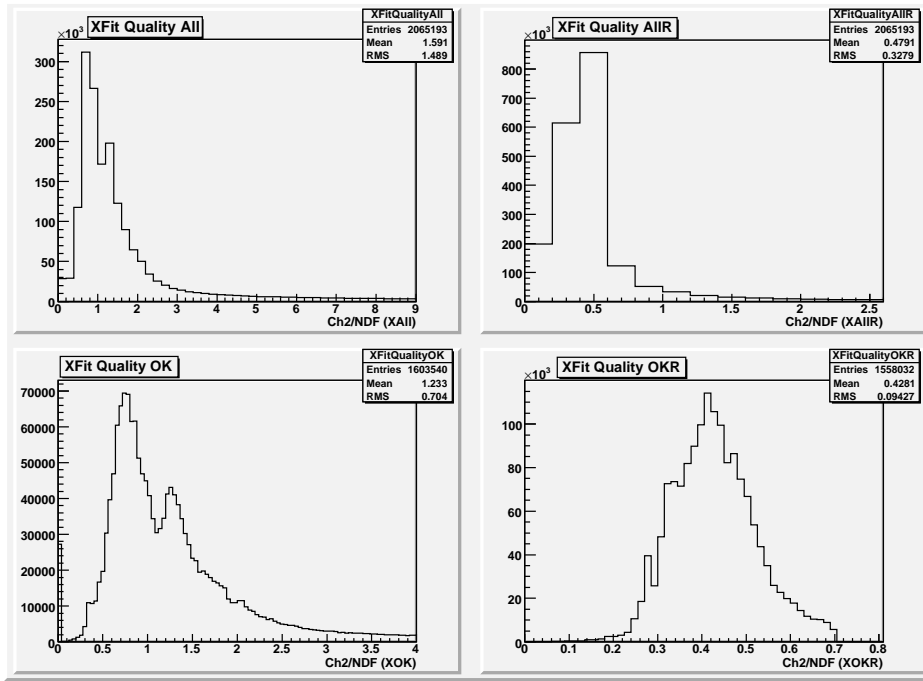 XFit Quality All
XFitQualityAll
Entries 2065193
Mean 1.591
RMS 1.489
×10³
300
250
200
150
100
50
0
0 1 2 3 4 5 6 7 8 9
Ch2/NDF (XAll)
XFit Quality AllR
XFitQualityAllR
Entries 2065193
Mean 0.4791
RMS 0.3279
×10³
800
700
600
500
400
300
200
100
0
0 0.5 1 1.5 2 2.5
Ch2/NDF (XAllR)
XFit Quality OK
XFitQualityOK
Entries 1603540
Mean 1.233
RMS 0.704
70000
60000
50000
40000
30000
20000
10000
0
0 0.5 1 1.5 2 2.5 3 3.5 4
Ch2/NDF (XOK)
XFit Quality OKR
XFitQualityOKR
Entries 1558032
Mean 0.4281
RMS 0.09427
×10³
100
80
60
40
20
0
0 0.1 0.2 0.3 0.4 0.5 0.6 0.7 0.8
Ch2/NDF (XOKR)